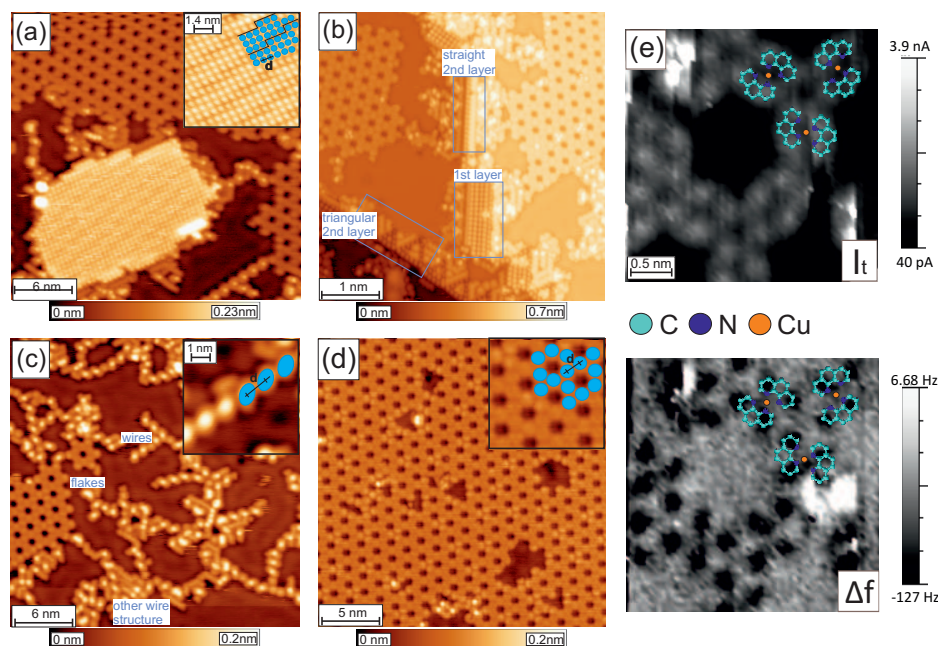 (a)
1.4 nm
d
6 nm
0 nm
0.23nm
(b)
straight
2nd layer
1st layer
triangular
2nd layer
1 nm
0 nm
0.7nm
(c)
1 nm
d
wires
flakes
other wire
structure
6 nm
0 nm
0.2nm
(d)
d
5 nm
0 nm
0.2nm
(e)
3.9 nA
0.5 nm
It
40 pA
C N Cu
6.68 Hz
Δf
-127 Hz